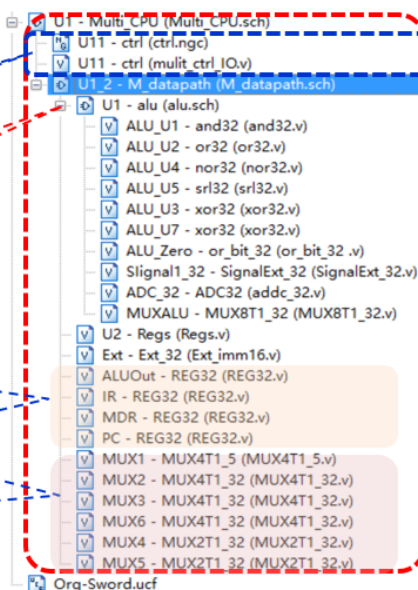 U1 - Multi_CPU (Multi_CPU.sch)
U11 - ctrl (ctrl.ngc)
U11 - ctrl (mulit_ctrl_IO.v)
U1_2 - M_datapath (M_datapath.sch)
U1 - alu (alu.sch)
ALU_U1 - and32 (and32.v)
ALU_U2 - or32 (or32.v)
ALU_U4 - nor32 (nor32.v)
ALU_U5 - srl32 (srl32.v)
ALU_U3 - xor32 (xor32.v)
ALU_U7 - xor32 (xor32.v)
ALU_Zero - or_bit_32 (or_bit_32 .v)
SIignal1_32 - SignalExt_32 (SignalExt_32.v)
ADC_32 - ADC32 (addc_32.v)
MUXALU - MUX8T1_32 (MUX8T1_32.v)
U2 - Regs (Regs.v)
Ext - Ext_32 (Ext_imm16.v)
ALUOut - REG32 (REG32.v)
IR - REG32 (REG32.v)
MDR - REG32 (REG32.v)
PC - REG32 (REG32.v)
MUX1 - MUX4T1_5 (MUX4T1_5.v)
MUX2 - MUX4T1_32 (MUX4T1_32.v)
MUX3 - MUX4T1_32 (MUX4T1_32.v)
MUX6 - MUX4T1_32 (MUX4T1_32.v)
MUX4 - MUX2T1_32 (MUX2T1_32.v)
MUX5 - MUX2T1_32 (MUX2T1_32.v)
Org-Sword.ucf